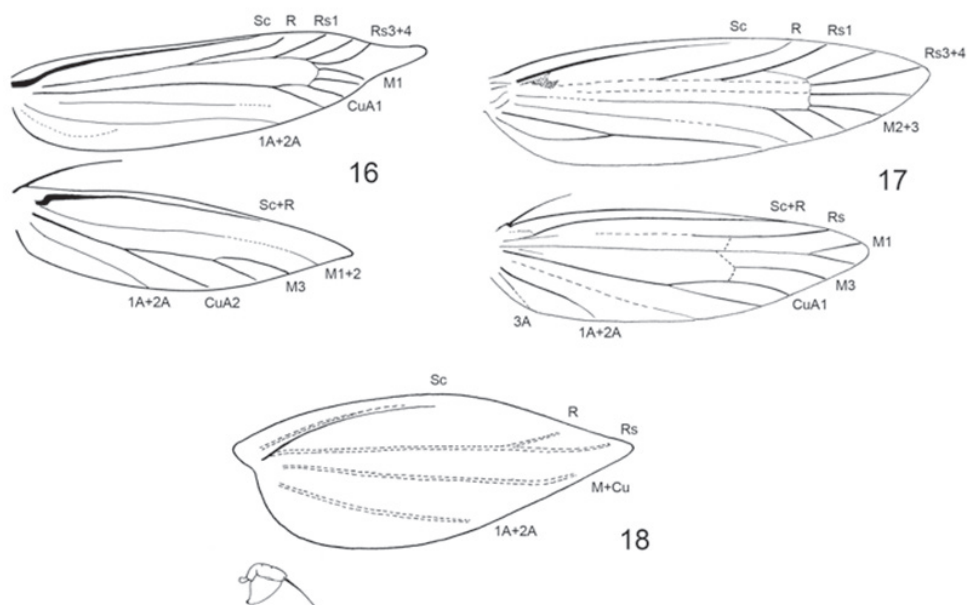 Sc R Rs1
Rs3+4
M1
CuA1
1A+2A
16
Sc+R
M1+2
M3
CuA2
1A+2A
Sc R Rs1
Rs3+4
M2+3
17
Sc+R
Rs
M1
M3
CuA1
1A+2A
3A
Sc
R
Rs
M+Cu
1A+2A
18